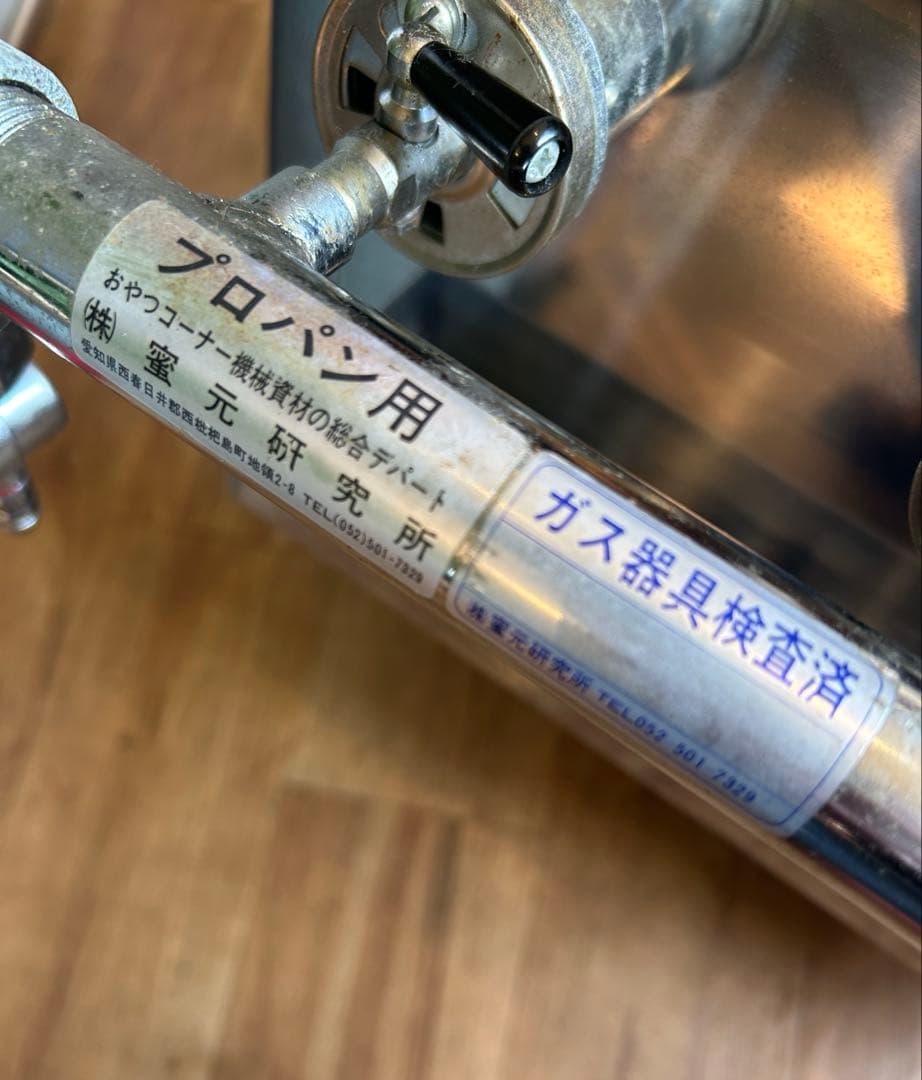 プロパン用
おやつコーナー機械資材の総合デパート
㈱ 蜜元研究所
愛知県西春日井郡西枇杷島町地領2-8 TEL(052)501-7329
ガス器具検査済
㈱蜜元研究所 TEL052 501 7329